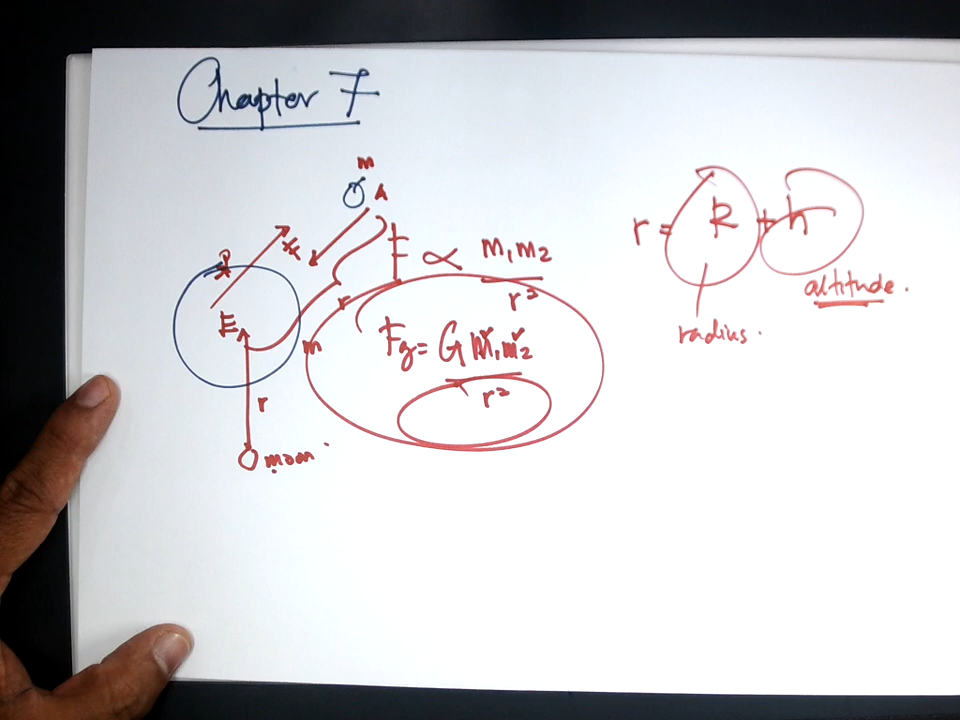 Chapter 7
m
A
F ∝ m₁m₂
r²
r = R + h
altitude.
radius.
E
r
m
Fg = G m₁m₂
r²
r
moon